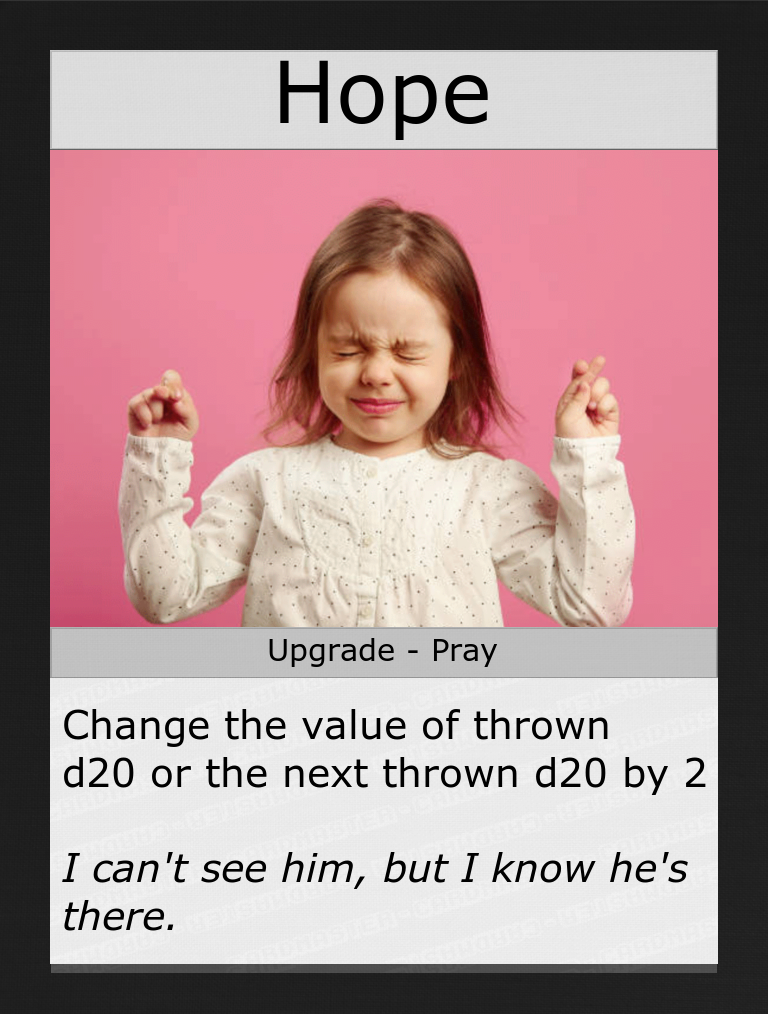 Hope
Upgrade - Pray
Change the value of thrown
d20 or the next thrown d20 by 2
I can't see him, but I know he's
there.